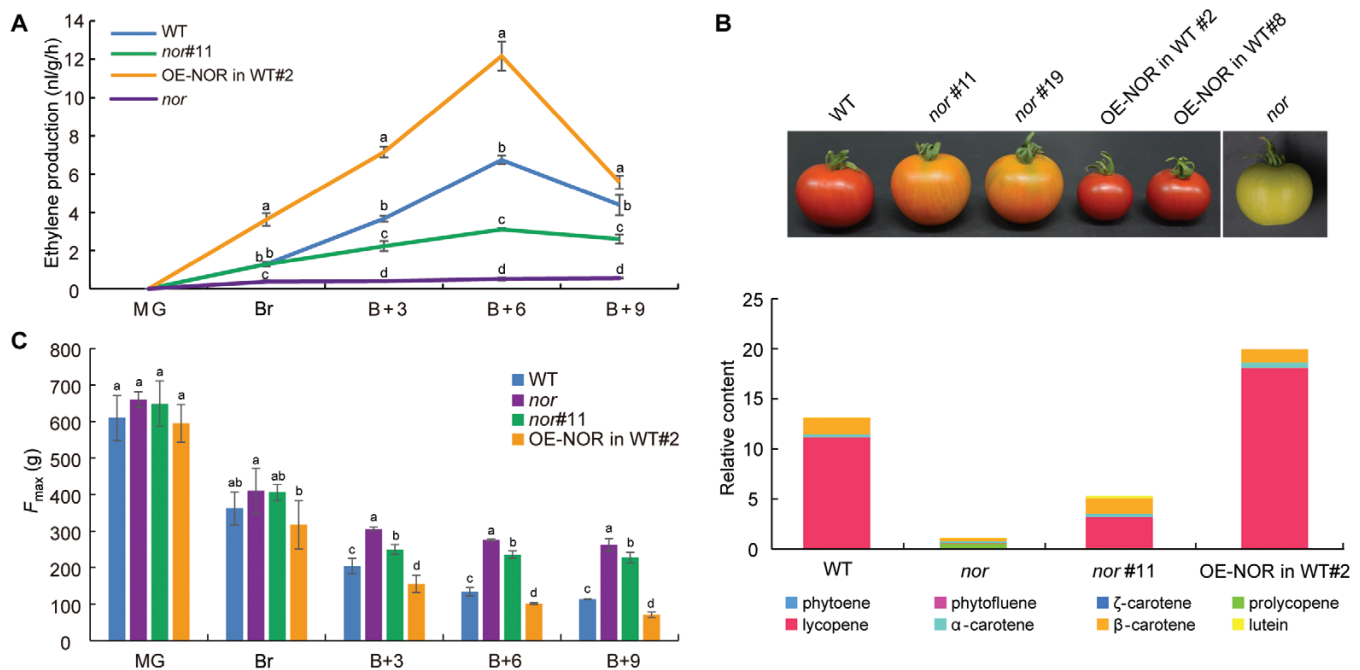 A
Ethylene production (nl/g/h)
14
12
10
8
6
4
2
0
WT
nor#11
OE-NOR in WT#2
nor
a
a
a
a
b b
b
b
b
c
c
c
c
d
d
d
MG
Br
B+3
B+6
B+9
B
WT
nor #11
nor #19
OE-NOR in WT #2
OE-NOR in WT#8
nor
Relative content
25
20
15
10
5
0
WT
nor
nor #11
OE-NOR in WT#2
phytoene
phytofluene
ζ-carotene
prolycopene
lycopene
α-carotene
β-carotene
lutein
C
Fmax (g)
800
700
600
500
400
300
200
100
0
WT
nor
nor#11
OE-NOR in WT#2
a a a a
ab a ab b
c a b d
c a b d
c a b d
MG
Br
B+3
B+6
B+9